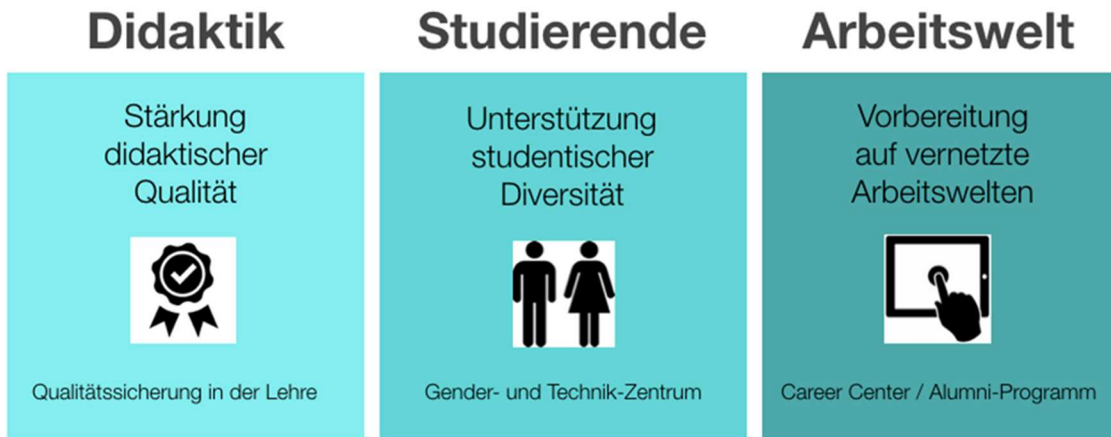 Didaktik
Stärkung
didaktischer
Qualität
Qualitätssicherung in der Lehre
Studierende
Unterstützung
studentischer
Diversität
Gender- und Technik-Zentrum
Arbeitswelt
Vorbereitung
auf vernetzte
Arbeitswelten
Career Center / Alumni-Programm